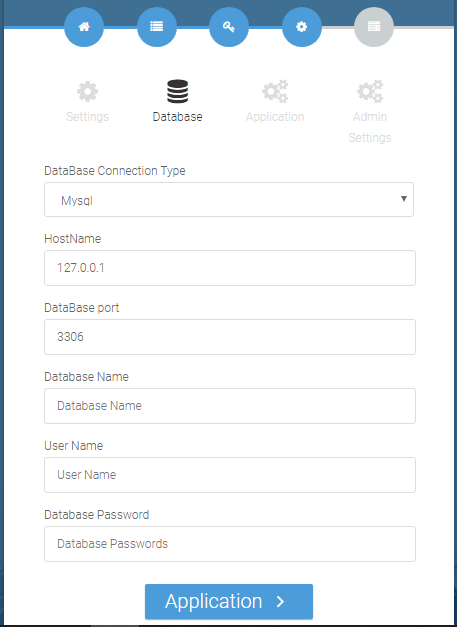 Settings Database Application Admin
Settings
DataBase Connection Type
Mysql
HostName
127.0.0.1
DataBase port
3306
Database Name
Database Name
User Name
User Name
Database Password
Database Passwords
Application